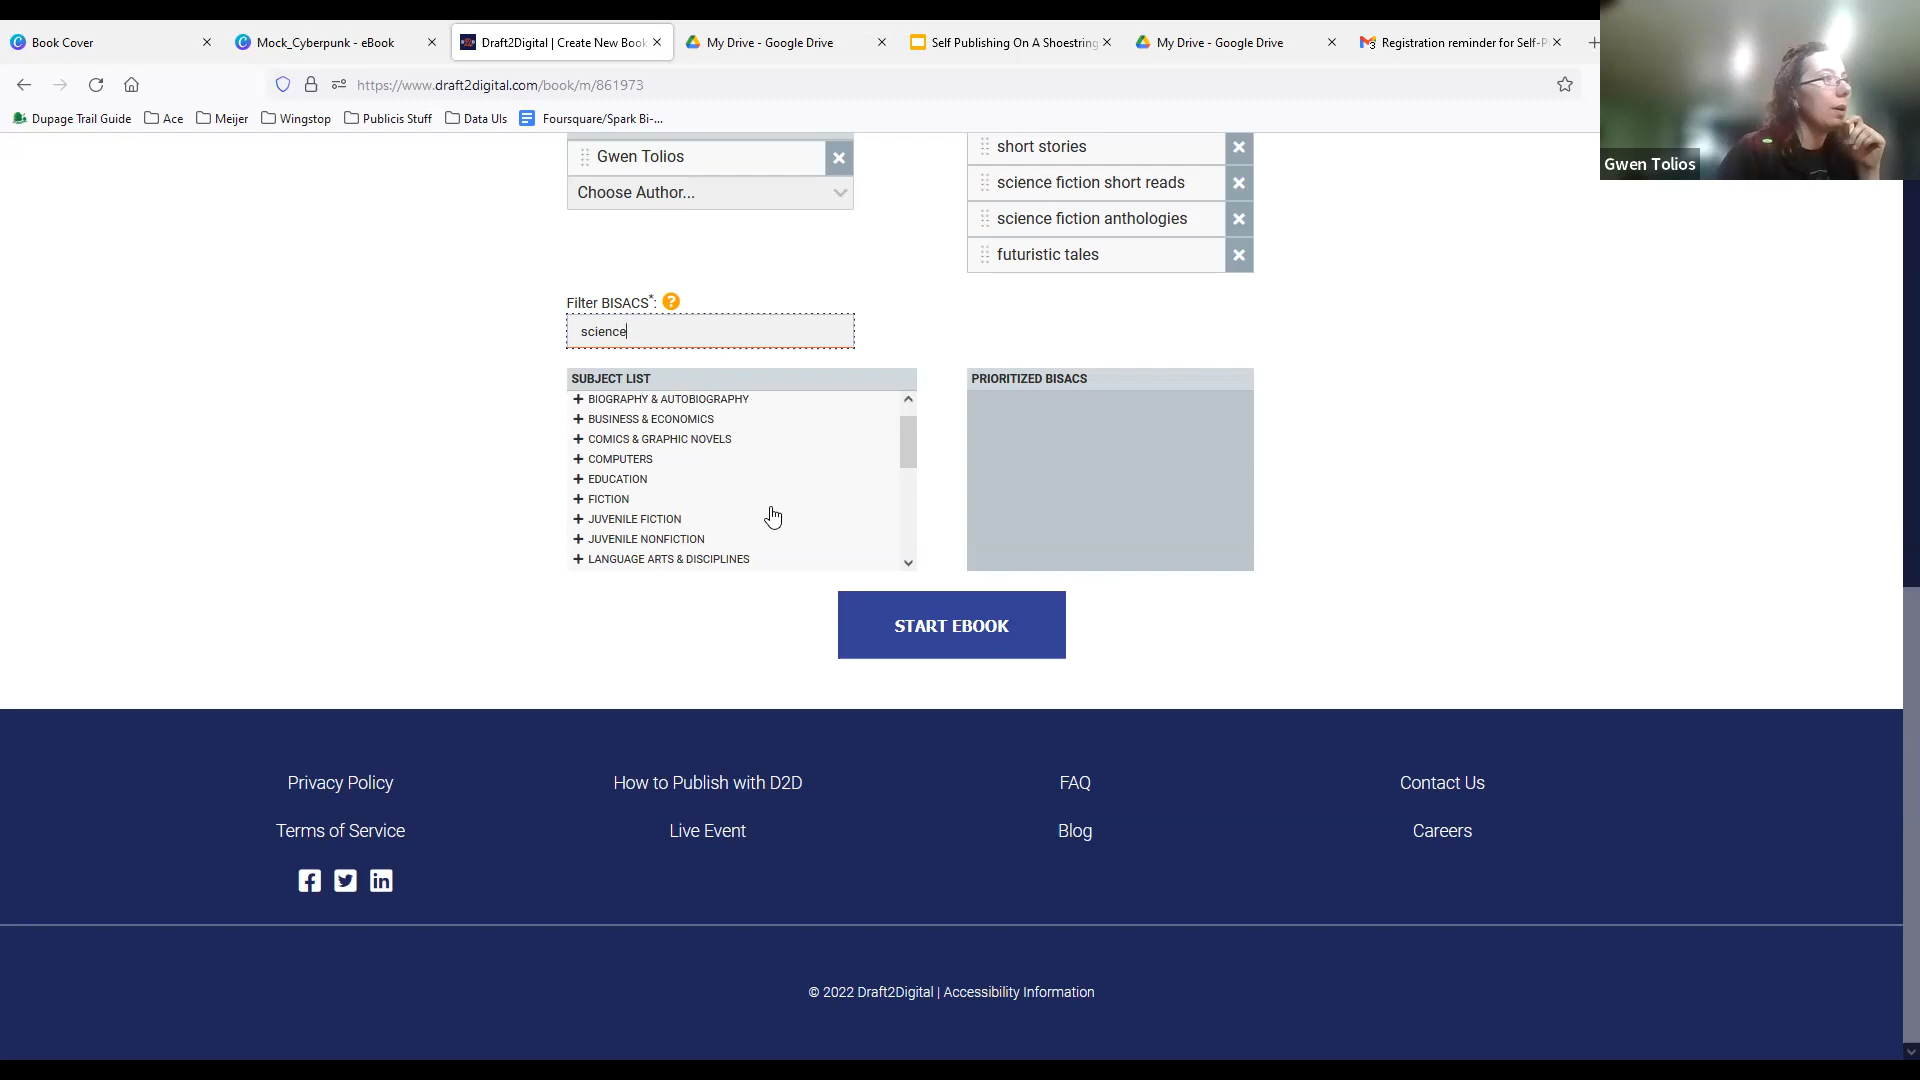 Book Cover
Mock_Cyberpunk - eBook
Draft2Digital | Create New Book
My Drive - Google Drive
Self Publishing On A Shoestring
My Drive - Google Drive
Registration reminder for Self-P
https://www.draft2digital.com/book/m/861973
Dupage Trail Guide
Ace
Meijer
Wingstop
Publicis Stuff
Data UIs
Foursquare/Spark Bi-...
Gwen Tolios
Gwen Tolios
Choose Author...
short stories
science fiction short reads
science fiction anthologies
futuristic tales
Filter BISACS*: ?
science
SUBJECT LIST
BIOGRAPHY & AUTOBIOGRAPHY
BUSINESS & ECONOMICS
COMICS & GRAPHIC NOVELS
COMPUTERS
EDUCATION
FICTION
JUVENILE FICTION
JUVENILE NONFICTION
LANGUAGE ARTS & DISCIPLINES
PRIORITIZED BISACS
START EBOOK
Privacy Policy
How to Publish with D2D
FAQ
Contact Us
Terms of Service
Live Event
Blog
Careers
© 2022 Draft2Digital | Accessibility Information